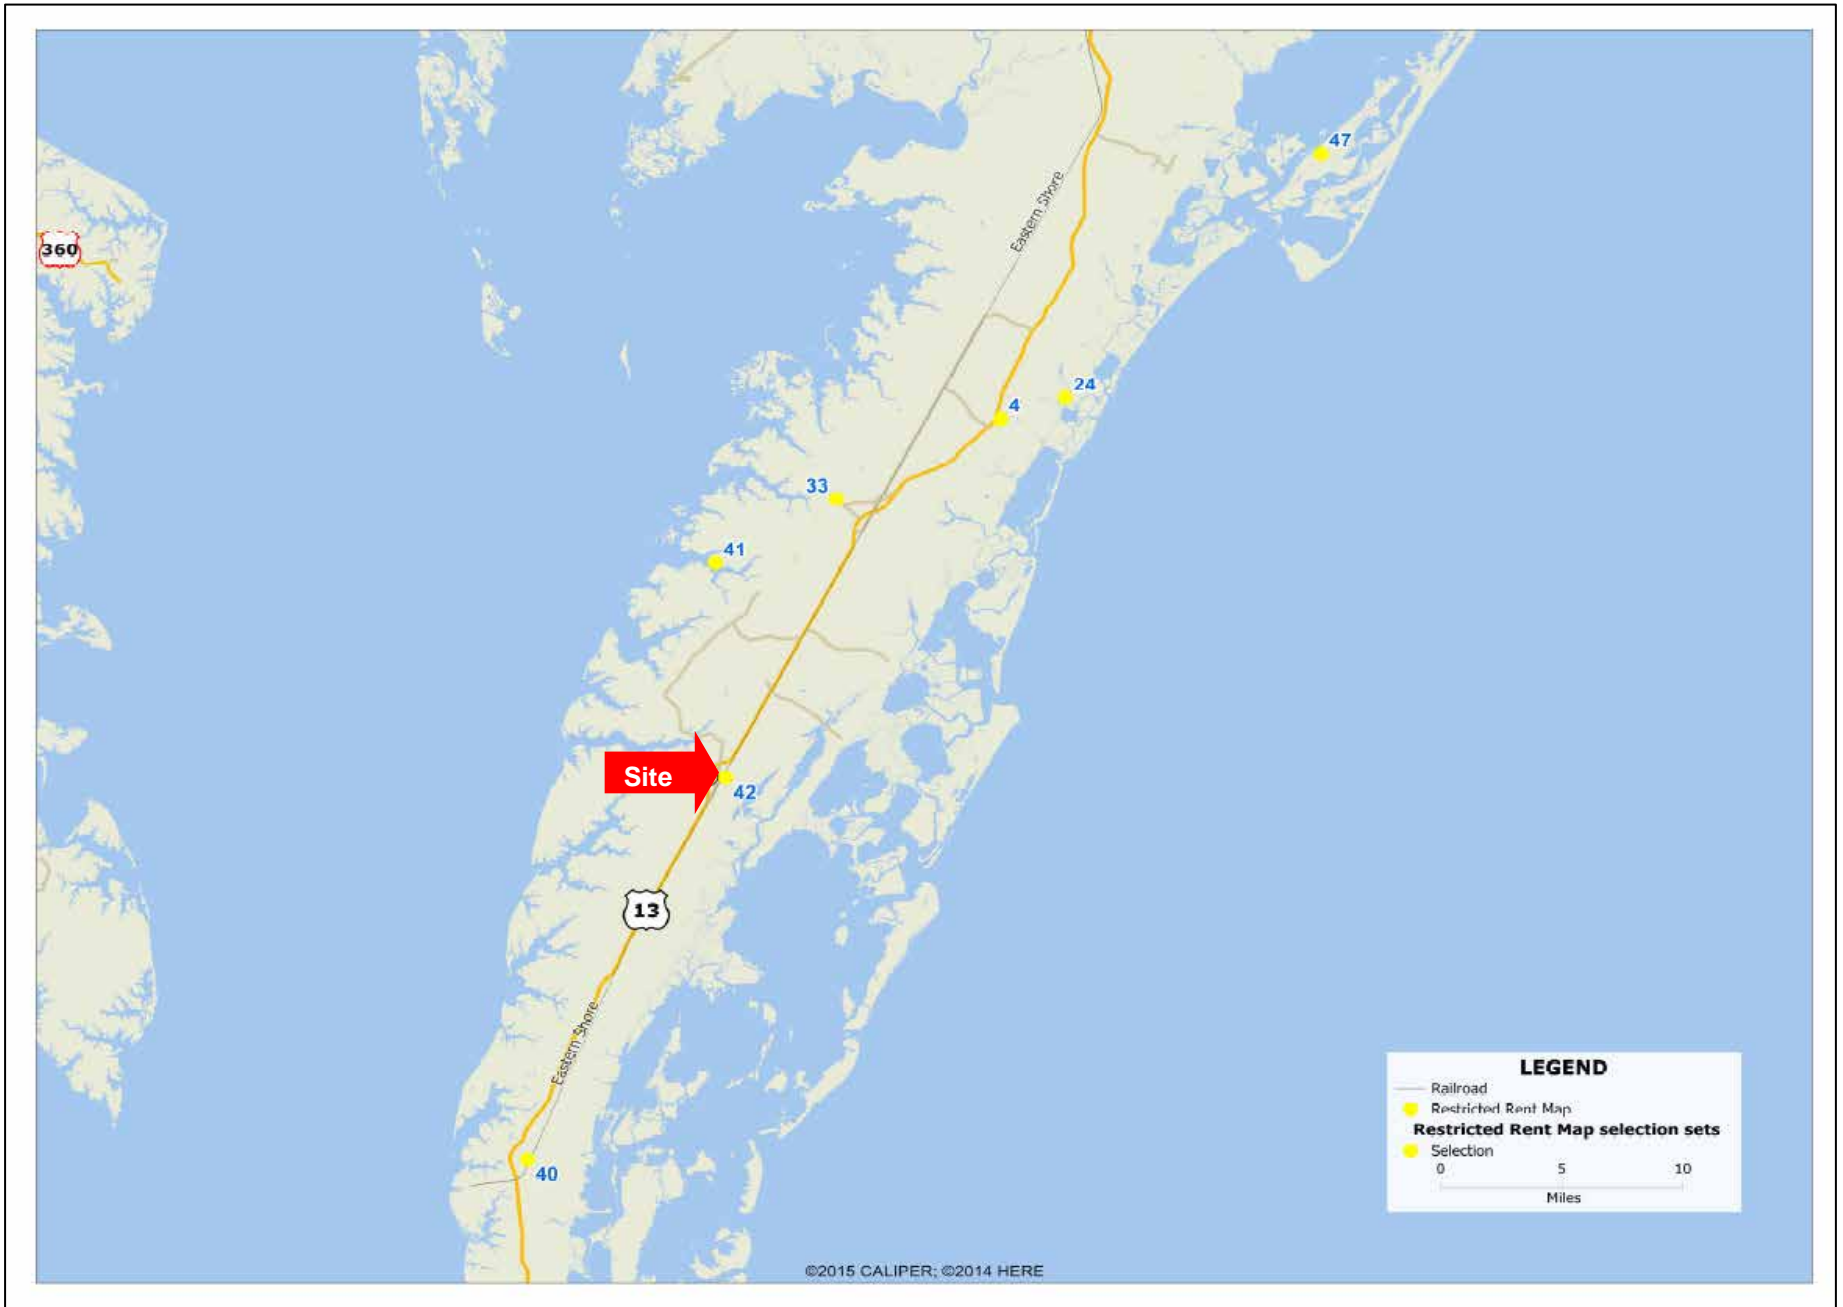 47
Eastern Shore
360
24
4
33
41
Site
42
13
Eastern Shore
40
LEGEND
Railroad
Restricted Rent Map
Restricted Rent Map selection sets
Selection
0 5 10
Miles
©2015 CALIPER; ©2014 HERE